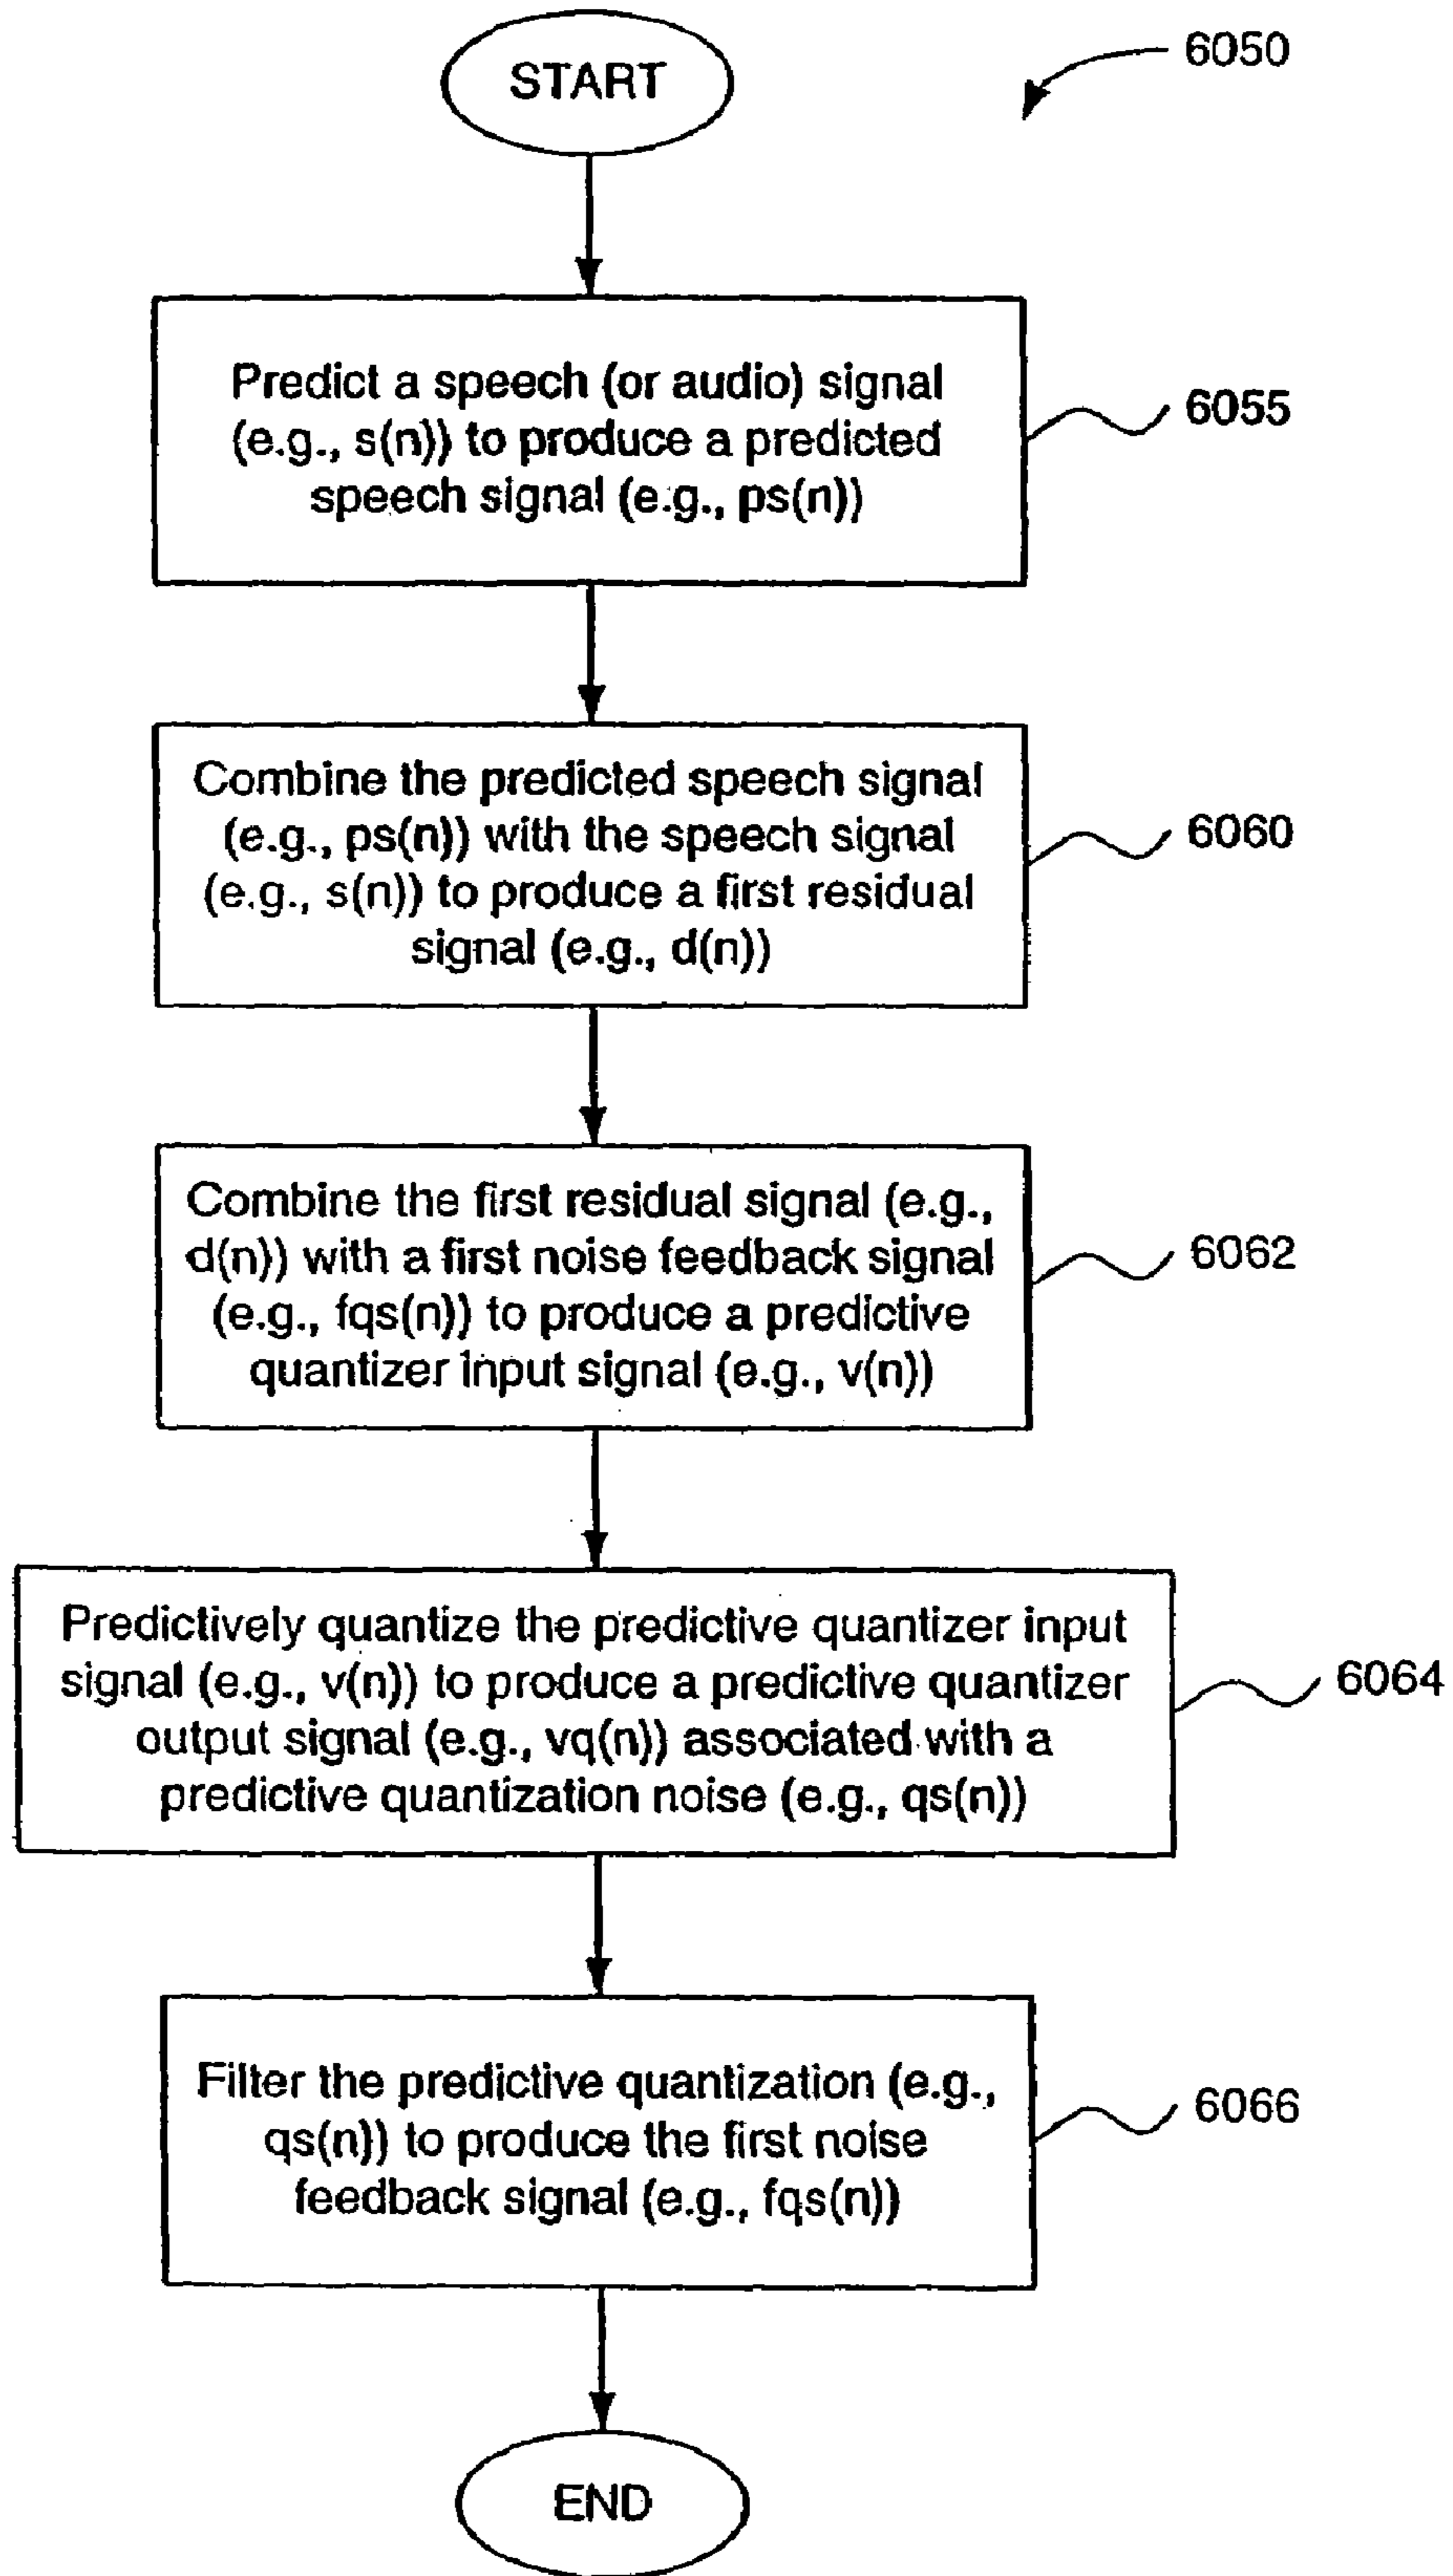 START
6050
Predict a speech (or audio) signal
(e.g., s(n)) to produce a predicted
speech signal (e.g., ps(n))
6055
Combine the predicted speech signal
(e.g., ps(n)) with the speech signal
(e.g., s(n)) to produce a first residual
signal (e.g., d(n))
6060
Combine the first residual signal (e.g.,
d(n)) with a first noise feedback signal
(e.g., fqs(n)) to produce a predictive
quantizer input signal (e.g., v(n))
6062
Predictively quantize the predictive quantizer input
signal (e.g., v(n)) to produce a predictive quantizer
output signal (e.g., vq(n)) associated with a
predictive quantization noise (e.g., qs(n))
6064
Filter the predictive quantization (e.g.,
qs(n)) to produce the first noise
feedback signal (e.g., fqs(n))
6066
END